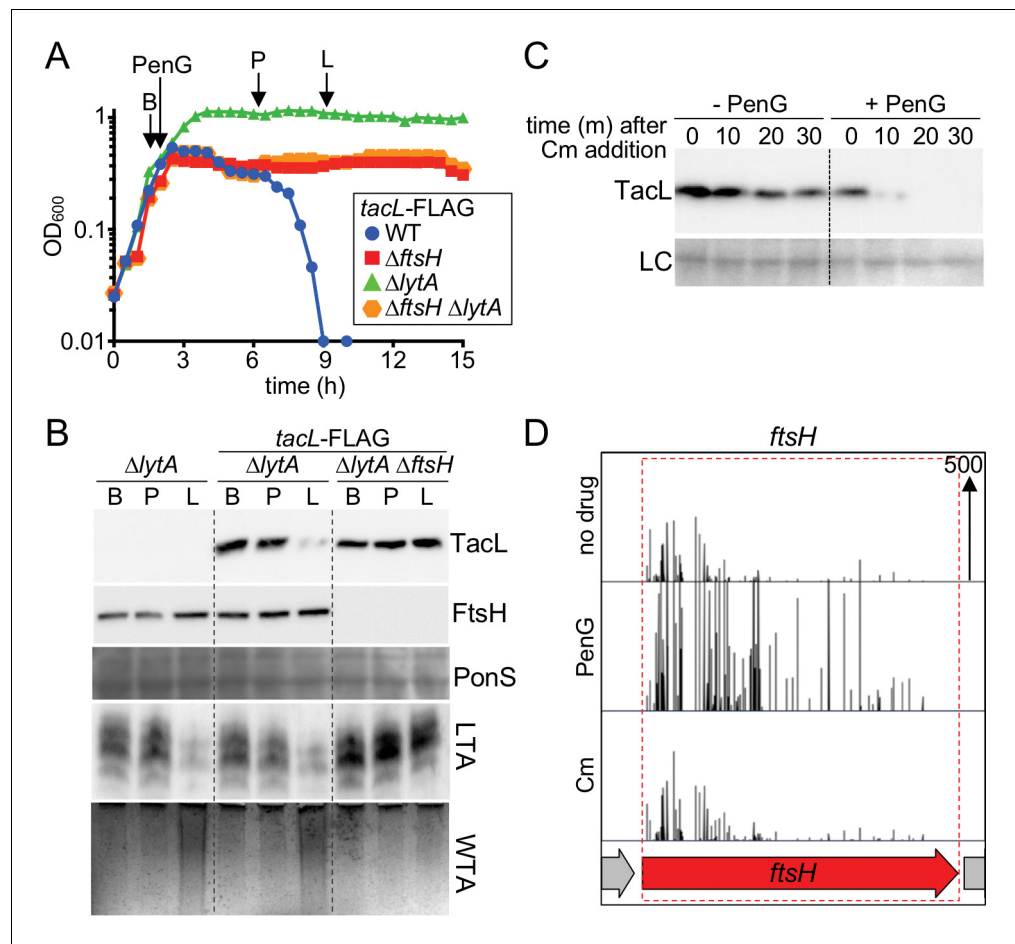 A
PenG
B
P
L
1
0.1
0.01
OD600
0
3
6
9
12
15
time (h)
tacL-FLAG
WT
ΔftsH
ΔlytA
ΔftsH ΔlytA
B
tacL-FLAG
ΔlytA
ΔlytA
ΔlytA ΔftsH
B P L B P L B P L
TacL
FtsH
PonS
LTA
WTA
C
- PenG + PenG
time (m) after
Cm addition
0 10 20 30 0 10 20 30
TacL
LC
D
ftsH
500
no drug
PenG
Cm
ftsH